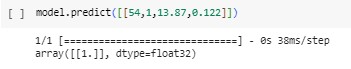 [ ] model.predict([[54,1,13.87,0.122]])
1/1 [==============================] - 0s 38ms/step
array([[1.]], dtype=float32)